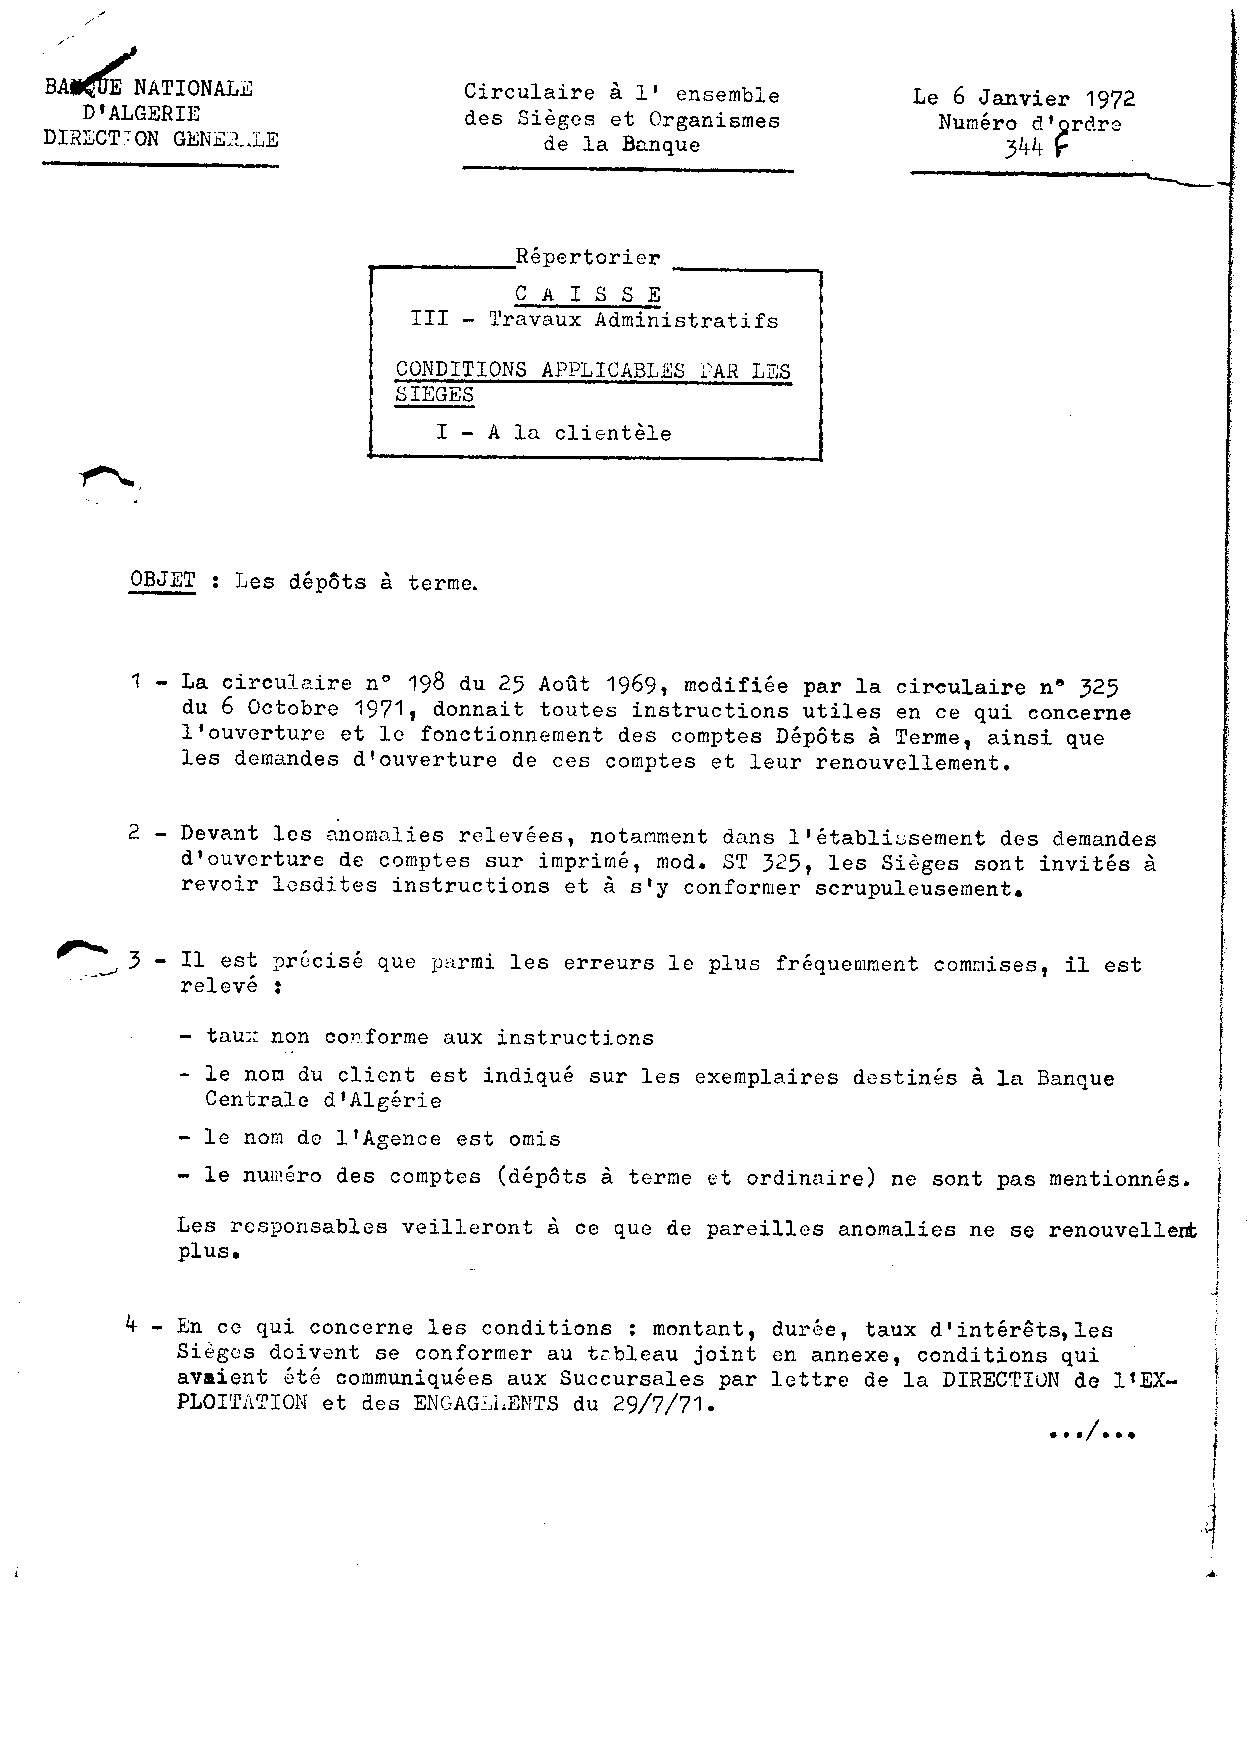 BANQUE NATIONALE
D'ALGERIE
DIRECTION GENERALE
Circulaire à l' ensemble
des Sièges et Organismes
de la Banque
Le 6 Janvier 1972
Numéro d'ordre
344
Répertorier
C A I S S E
III - Travaux Administratifs
CONDITIONS APPLICABLES PAR LES
SIEGES
I - A la clientèle
OBJET : Les dépôts à terme.
1 - La circulaire n° 198 du 25 Août 1969, modifiée par la circulaire n° 325
du 6 Octobre 1971, donnait toutes instructions utiles en ce qui concerne
l'ouverture et le fonctionnement des comptes Dépôts à Terme, ainsi que
les demandes d'ouverture de ces comptes et leur renouvellement.
2 - Devant les anomalies relevées, notamment dans l'établissement des demandes
d'ouverture de comptes sur imprimé, mod. ST 325, les Sièges sont invités à
revoir lesdites instructions et à s'y conformer scrupuleusement.
3 - Il est précisé que parmi les erreurs le plus fréquemment commises, il est
relevé :
- taux non conforme aux instructions
- le nom du client est indiqué sur les exemplaires destinés à la Banque
Centrale d'Algérie
- le nom de l'Agence est omis
- le numéro des comptes (dépôts à terme et ordinaire) ne sont pas mentionnés.
Les responsables veilleront à ce que de pareilles anomalies ne se renouvellent
plus.
4 - En ce qui concerne les conditions : montant, durée, taux d'intérêts, les
Sièges doivent se conformer au tableau joint en annexe, conditions qui
avaient été communiquées aux Succursales par lettre de la DIRECTION de l'EX-
PLOITATION et des ENGAGEMENTS du 29/7/71.
.../...